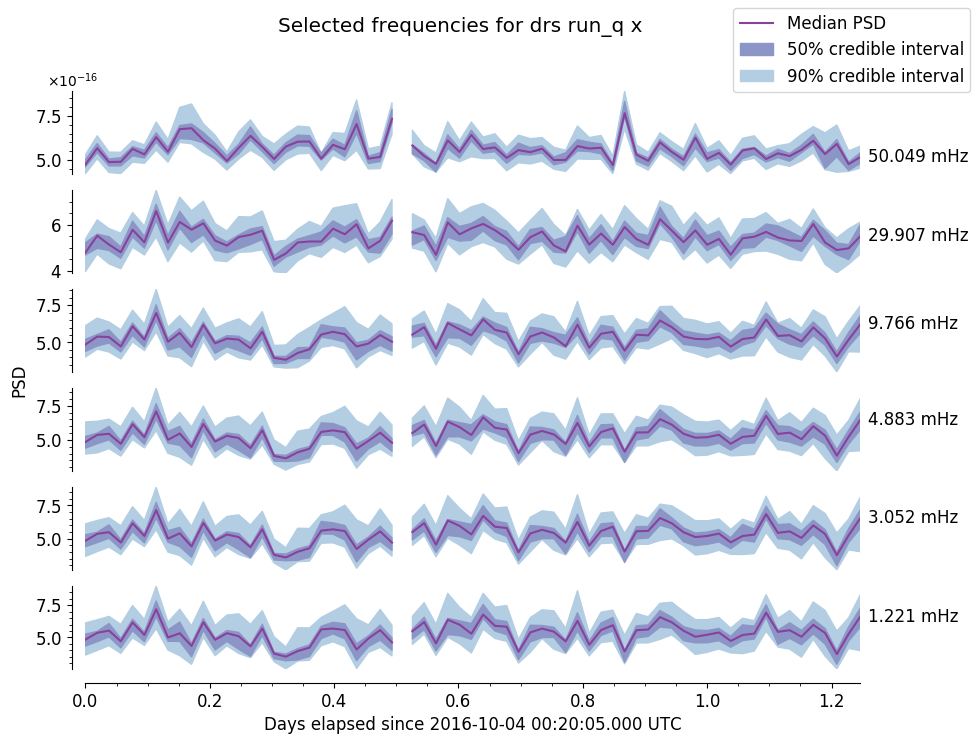 Selected frequencies for drs run_q x
Median PSD
50% credible interval
90% credible interval
×10⁻¹⁶
7.5
5.0
50.049 mHz
6
4
29.907 mHz
7.5
5.0
9.766 mHz
PSD
7.5
5.0
4.883 mHz
7.5
5.0
3.052 mHz
7.5
5.0
1.221 mHz
0.0 0.2 0.4 0.6 0.8 1.0 1.2
Days elapsed since 2016-10-04 00:20:05.000 UTC